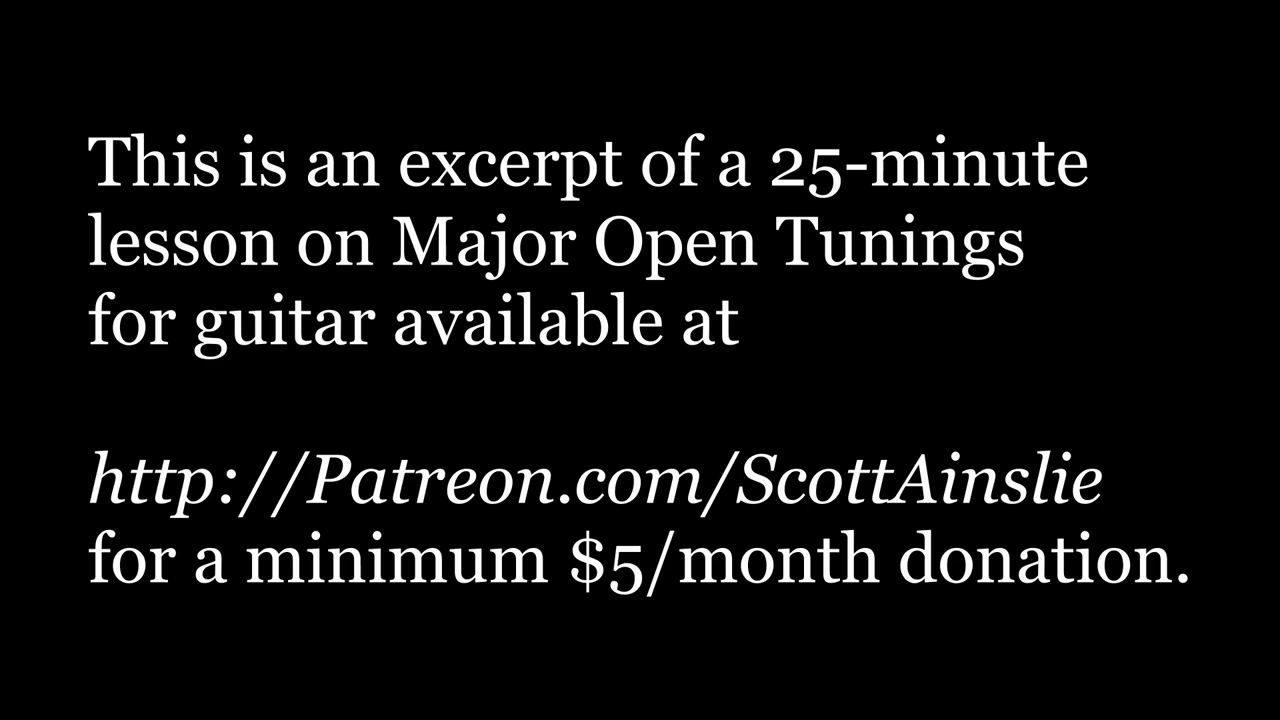 This is an excerpt of a 25-minute
lesson on Major Open Tunings
for guitar available at
http://Patreon.com/ScottAinslie
for a minimum $5/month donation.